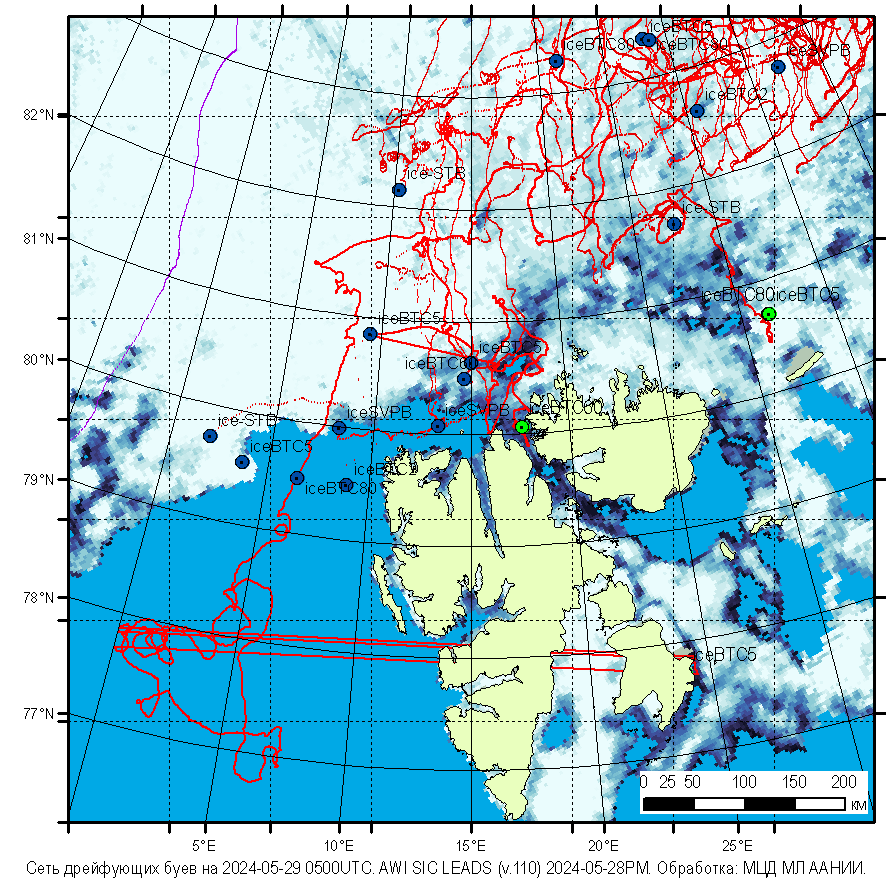 iceBTC5
iceBTC80
iceBTC80
iceSVPB
82°N
iceBTC2
ice-STB
ice-STB
81°N
iceBTC80
iceBTC5
iceBTC5
iceBTC5
80°N
iceBTC
iceSVPB
iceSVPB
iceBTC80
ice-STB
iceBTC5
79°N
iceBTC2
iceBTC80
78°N
iceBTC5
77°N
0 25 50 100 150 200
км
5°E 10°E 15°E 20°E 25°E
Сеть дрейфующих буев на 2024-05-29 0500UTC. AWI SIC LEADS (v.110) 2024-05-28PM. Обработка: МЦД МЛ ААНИИ.